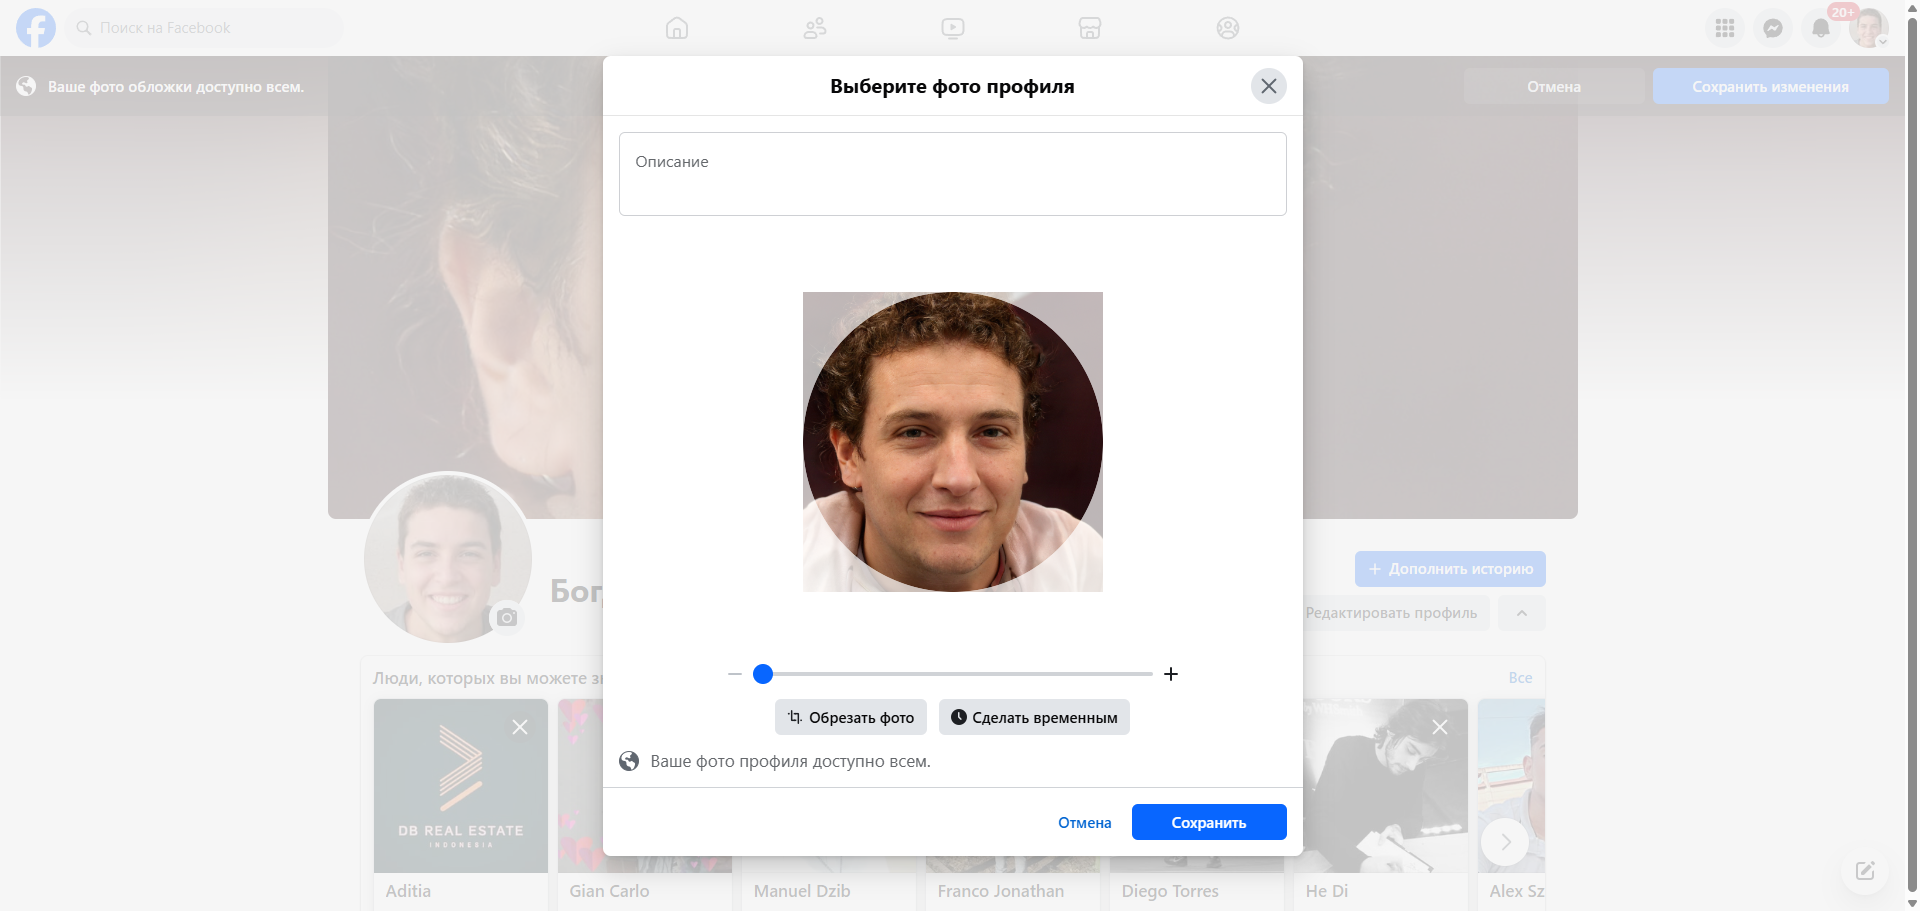 Поиск на Facebook
20+
Ваше фото обложки доступно всем.
Отмена
Сохранить изменения
Выберите фото профиля
Описание
Дополнить историю
Редактировать профиль
Люди, которых вы можете
Все
Обрезать фото
Сделать временным
Ваше фото профиля доступно всем.
Отмена
Сохранить
DB REAL ESTATE
INDONESIA
Aditia
Gian Carlo
Manuel Dzib
Franco Jonathan
Diego Torres
He Di
Alex Sz